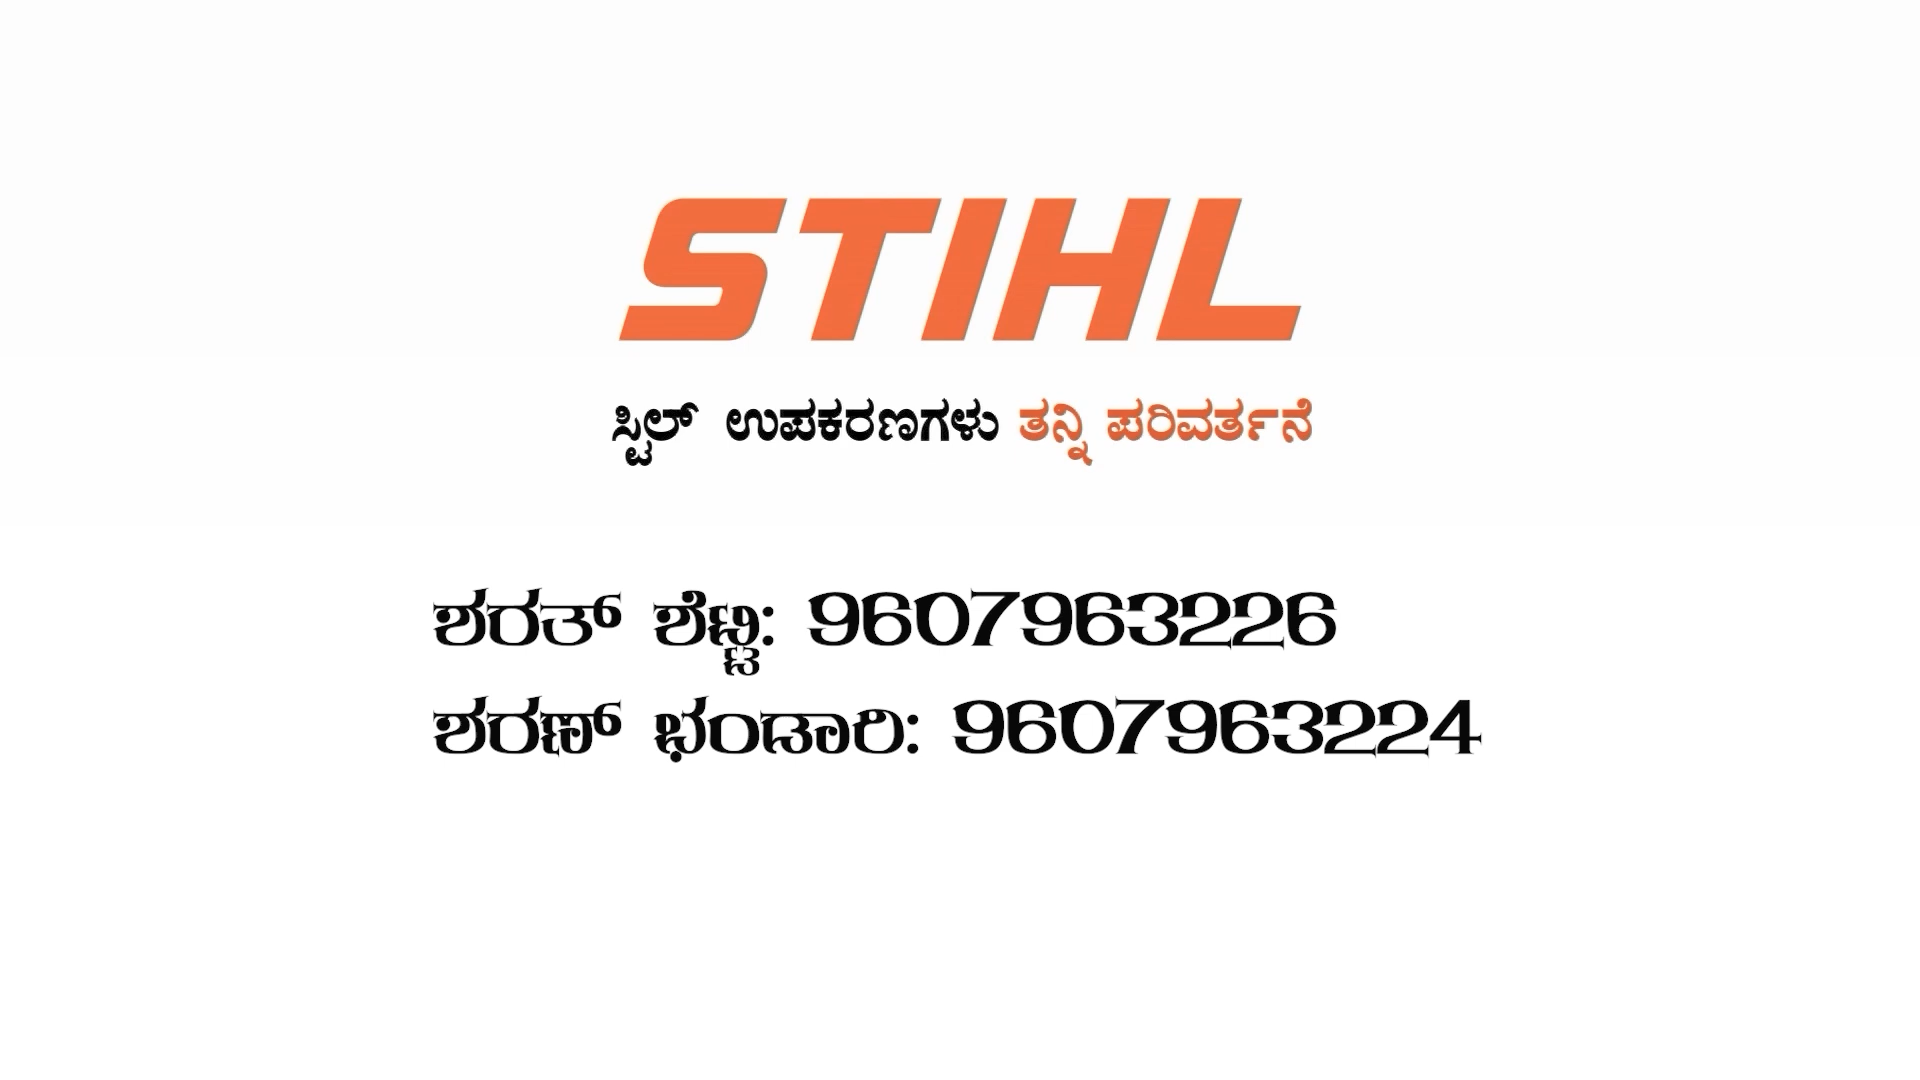 STIHL
ಸ್ಟಿಲ್ ಉಪಕರಣಗಳು ತನ್ನಿ ಪರಿವರ್ತನೆ
ಶರತ್ ಶೆಟ್ಟಿ: 9607963226
ಶರಣ್ ಭಂಡಾರಿ: 9607963224